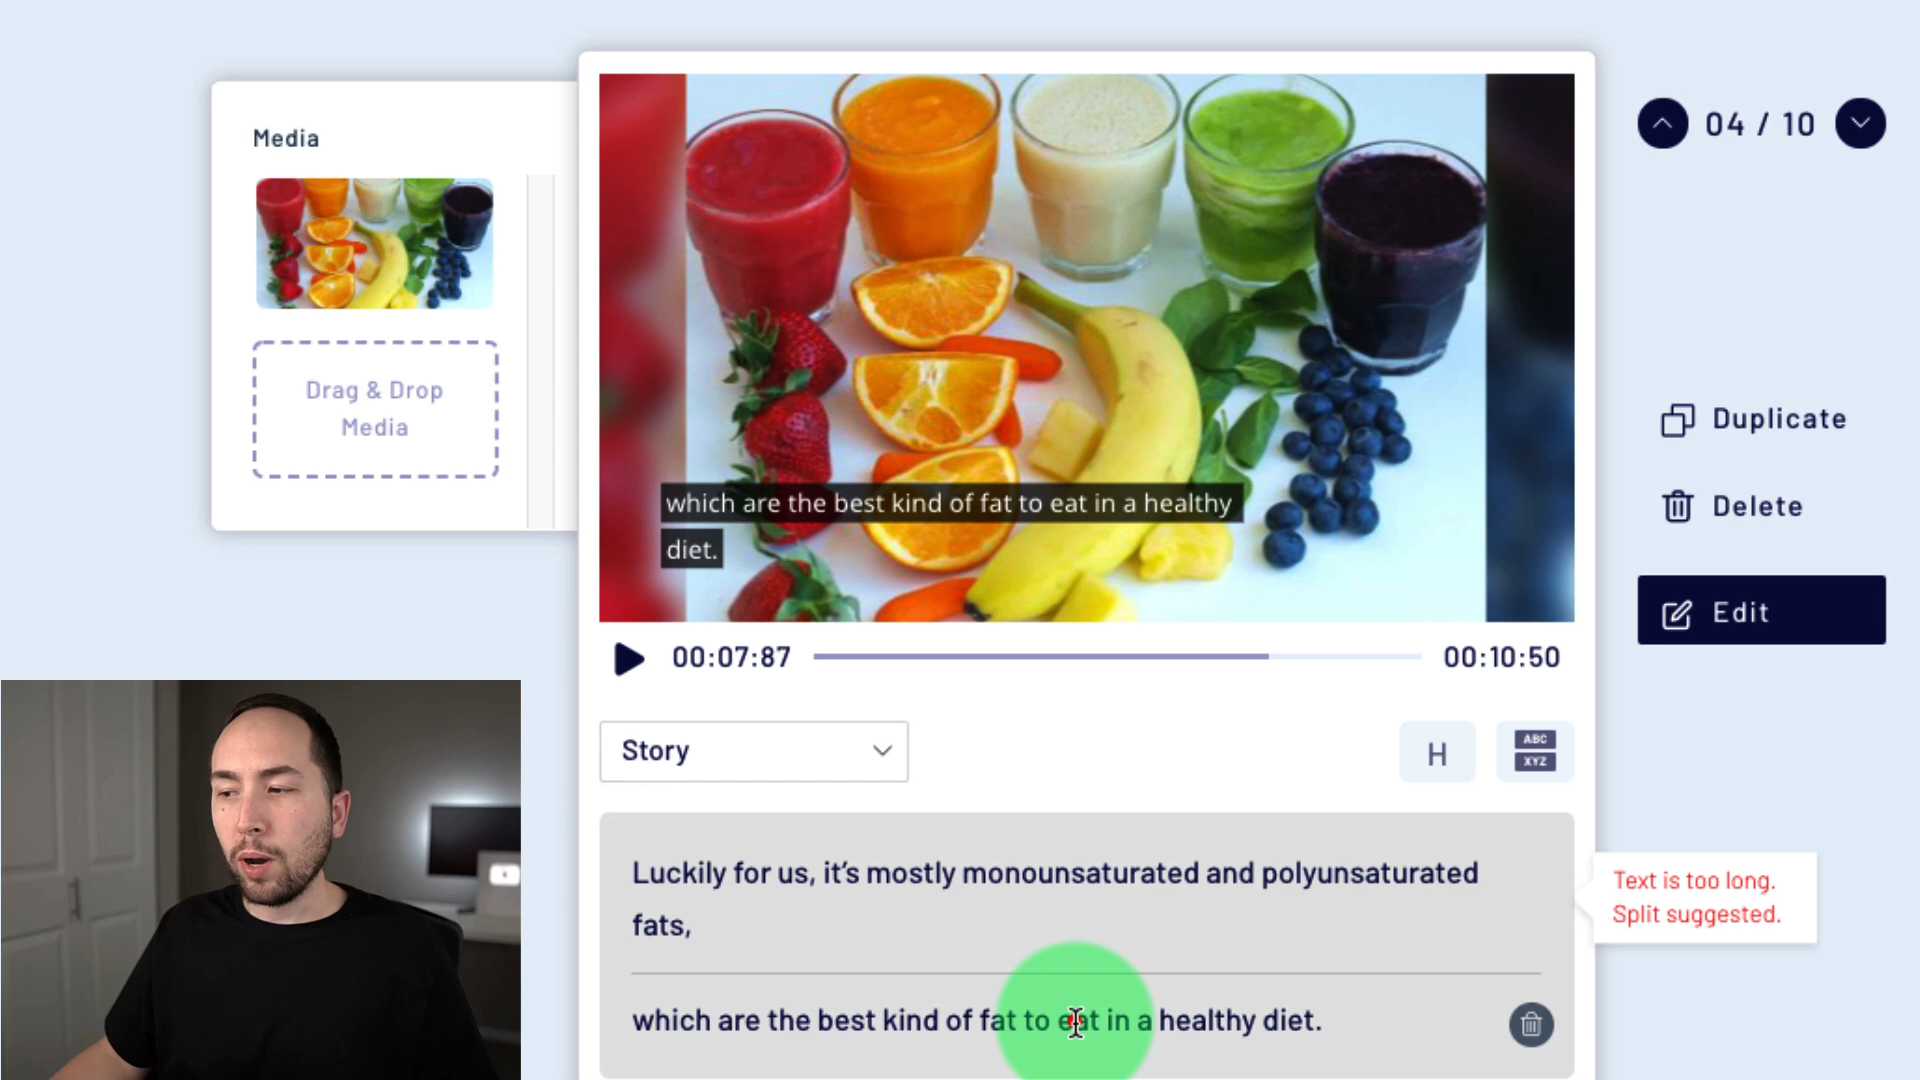 Media
Drag & Drop
Media
which are the best kind of fat to eat in a healthy
diet.
00:07:87
00:10:50
Story
H
ABC
XYZ
Luckily for us, it’s mostly monounsaturated and polyunsaturated
fats,
which are the best kind of fat to eat in a healthy diet.
Text is too long.
Split suggested.
04 / 10
Duplicate
Delete
Edit